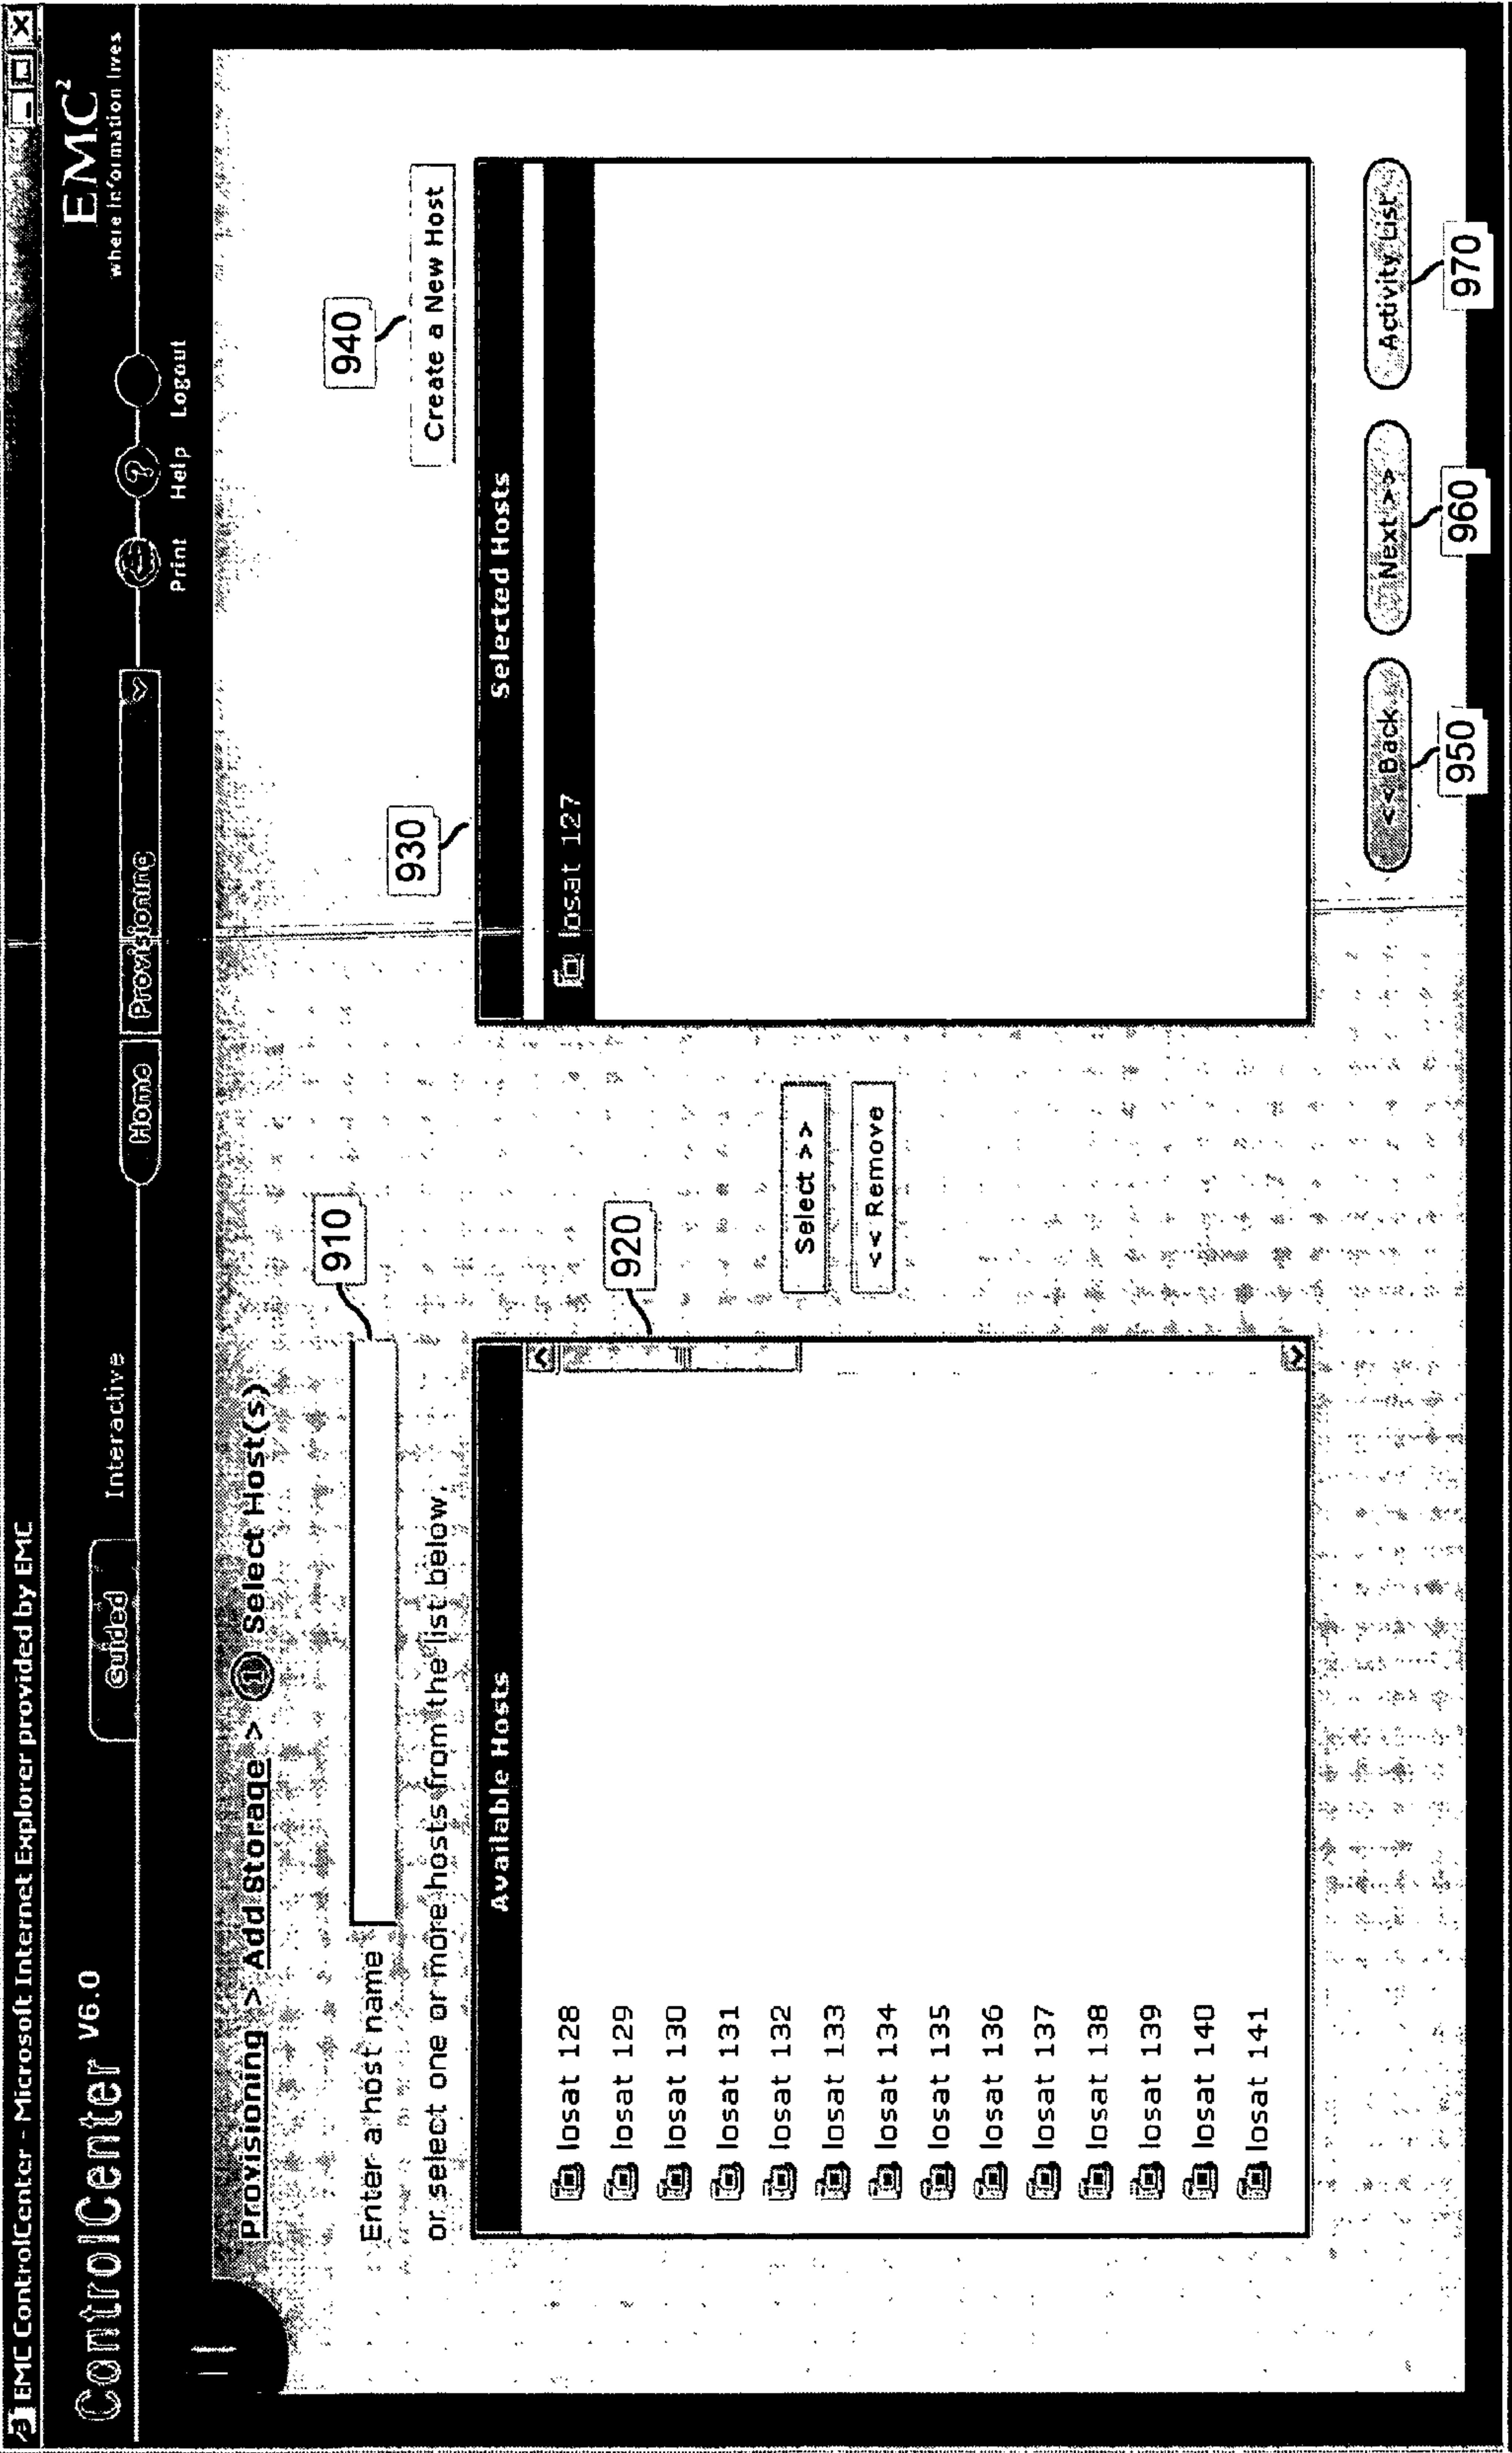 EMC ControlCenter - Microsoft Internet Explorer provided by EMC
ControlCenter V6.0
Guided
Interactive
EMC²
where information lives
Home
Provisioning
Print
Help
Logout
Provisioning > Add Storage > 1 Select Host(s)
910
940
Enter a host name
Create a New Host
or select one or more hosts from the list below.
930
Available Hosts
Selected Hosts
920
losat 128
losat 129
losat 130
losat 131
losat 132
losat 133
losat 134
losat 135
losat 136
losat 137
losat 138
losat 139
losat 140
losat 141
Select >>
<< Remove
losat 127
<< Back
Next >>
Activity List
950
960
970